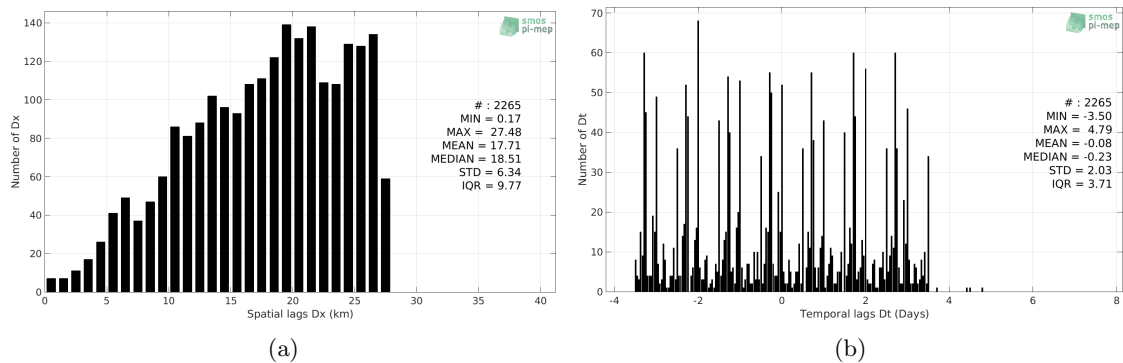 140
120
100
80
60
40
20
0
Number of Dx
0 5 10 15 20 25 30 35 40
Spatial lags Dx (km)
smos
pi-mep
# : 2265
MIN = 0.17
MAX = 27.48
MEAN = 17.71
MEDIAN = 18.51
STD = 6.34
IQR = 9.77
(a)
70
60
50
40
30
20
10
0
Number of Dt
-4 -2 0 2 4 6 8
Temporal lags Dt (Days)
smos
pi-mep
# : 2265
MIN = -3.50
MAX = 4.79
MEAN = -0.08
MEDIAN = -0.23
STD = 2.03
IQR = 3.71
(b)